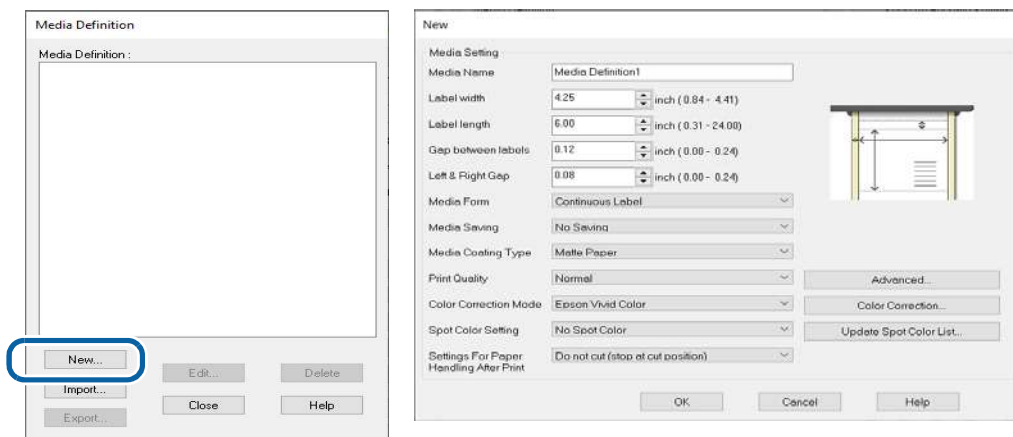 Media Definition
Media Definition :
New...
Edit...
Delete
Import...
Close
Help
Export...
New
Media Setting
Media Name
Media Definition1
Label width
4.25
inch ( 0.84 - 4.41)
Label length
6.00
inch ( 0.31 - 24.00)
Gap between labels
0.12
inch ( 0.00 - 0.24)
Left & Right Gap
0.08
inch ( 0.00 - 0.24)
Media Form
Continuous Label
Media Saving
No Saving
Media Coating Type
Matte Paper
Print Quality
Normal
Advanced...
Color Correction Mode
Epson Vivid Color
Color Correction...
Spot Color Setting
No Spot Color
Update Spot Color List...
Settings For Paper
Handling After Print
Do not cut (stop at cut position)
OK
Cancel
Help